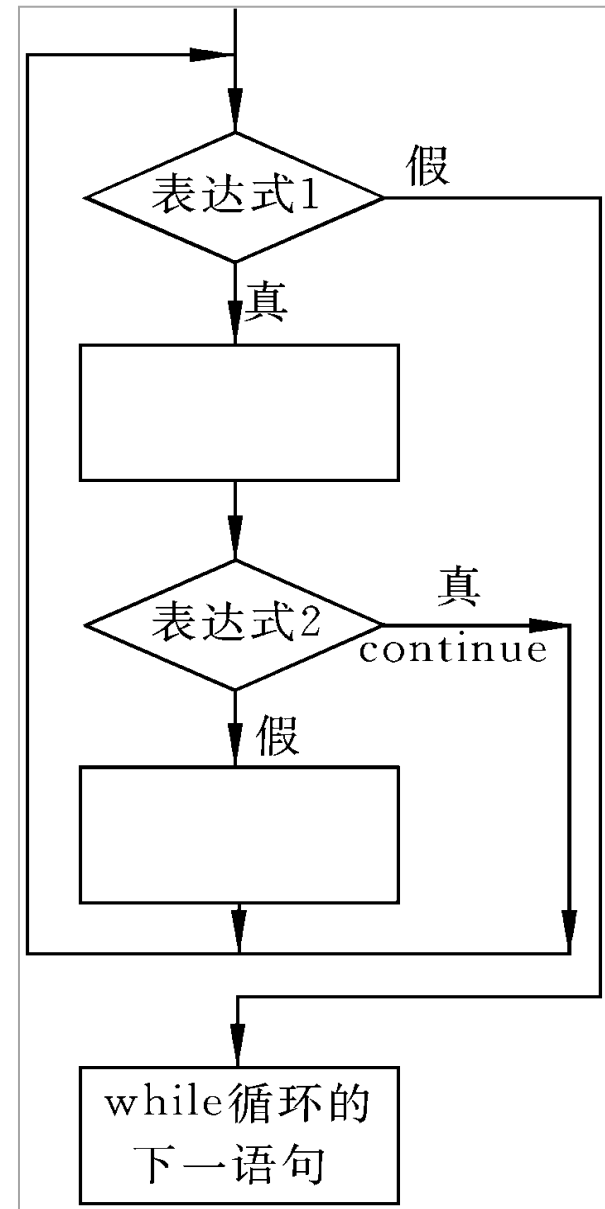 表达式1
假
真
表达式2
真
continue
假
while循环的
下一语句